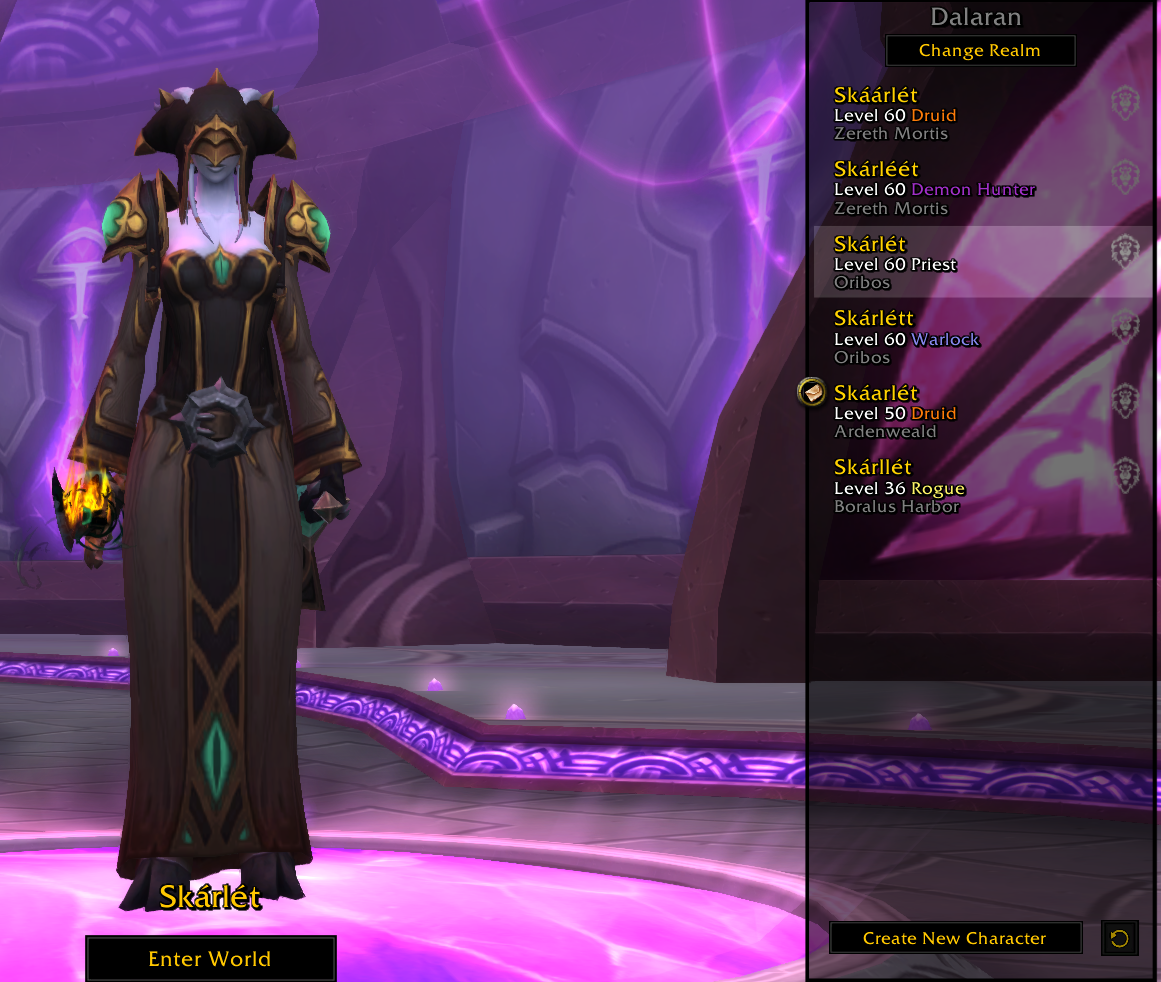 Dalaran
Change Realm
Skáárlét
Level 60 Druid
Zereth Mortis
Skárléét
Level 60 Demon Hunter
Zereth Mortis
Skárlét
Level 60 Priest
Oribos
Skárlétt
Level 60 Warlock
Oribos
Skáarlét
Level 50 Druid
Ardenweald
Skárllét
Level 36 Rogue
Boralus Harbor
Skárlét
Enter World
Create New Character